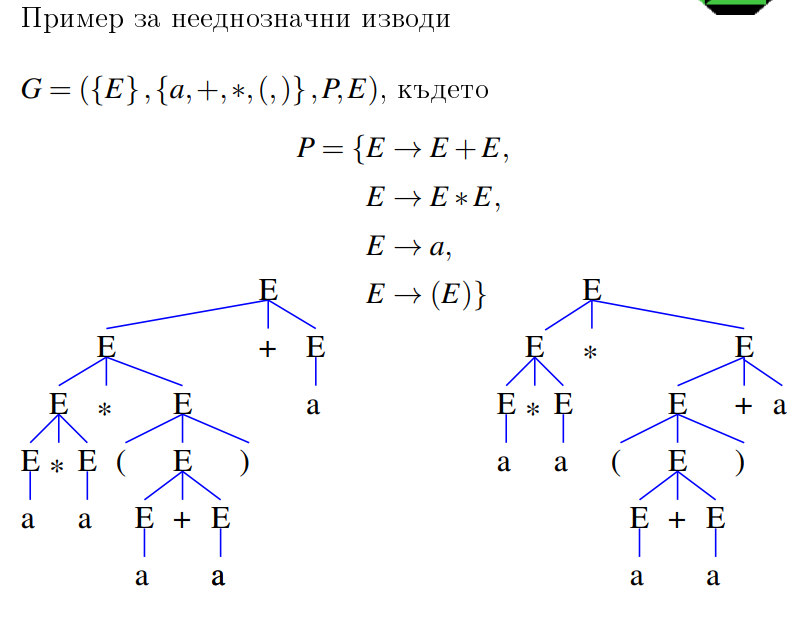 Пример за нееднозначни изводи
G = ({E}, {a, +, ∗, (, )}, P, E), където
P = {E → E + E,
E → E ∗ E,
E → a,
E → (E)}
E
E + E
E ∗ E a
E ∗ E ( E )
a a E + E
a a
E
E ∗ E
E ∗ E E + a
a a ( E )
E + E
a a